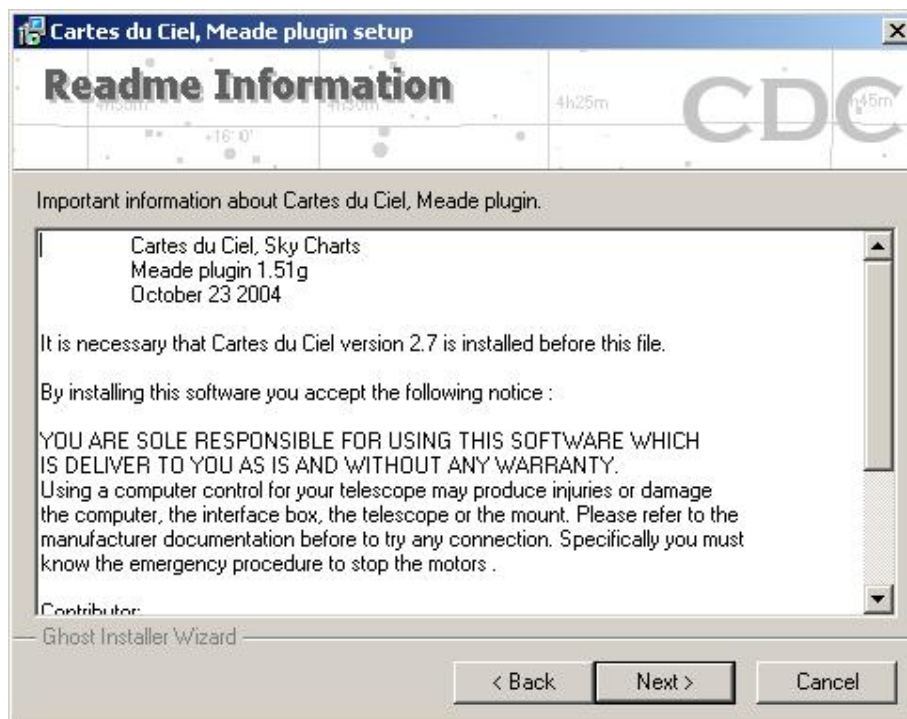 Cartes du Ciel, Meade plugin setup
Readme Information
CDC
4h25m
+16° 0'
Important information about Cartes du Ciel, Meade plugin.
Cartes du Ciel, Sky Charts
Meade plugin 1.51g
October 23 2004
It is necessary that Cartes du Ciel version 2.7 is installed before this file.
By installing this software you accept the following notice :
YOU ARE SOLE RESPONSIBLE FOR USING THIS SOFTWARE WHICH
IS DELIVER TO YOU AS IS AND WITHOUT ANY WARRANTY.
Using a computer control for your telescope may produce injuries or damage
the computer, the interface box, the telescope or the mount. Please refer to the
manufacturer documentation before to try any connection. Specifically you must
know the emergency procedure to stop the motors .
Contributor:
Ghost Installer Wizard
< Back
Next >
Cancel